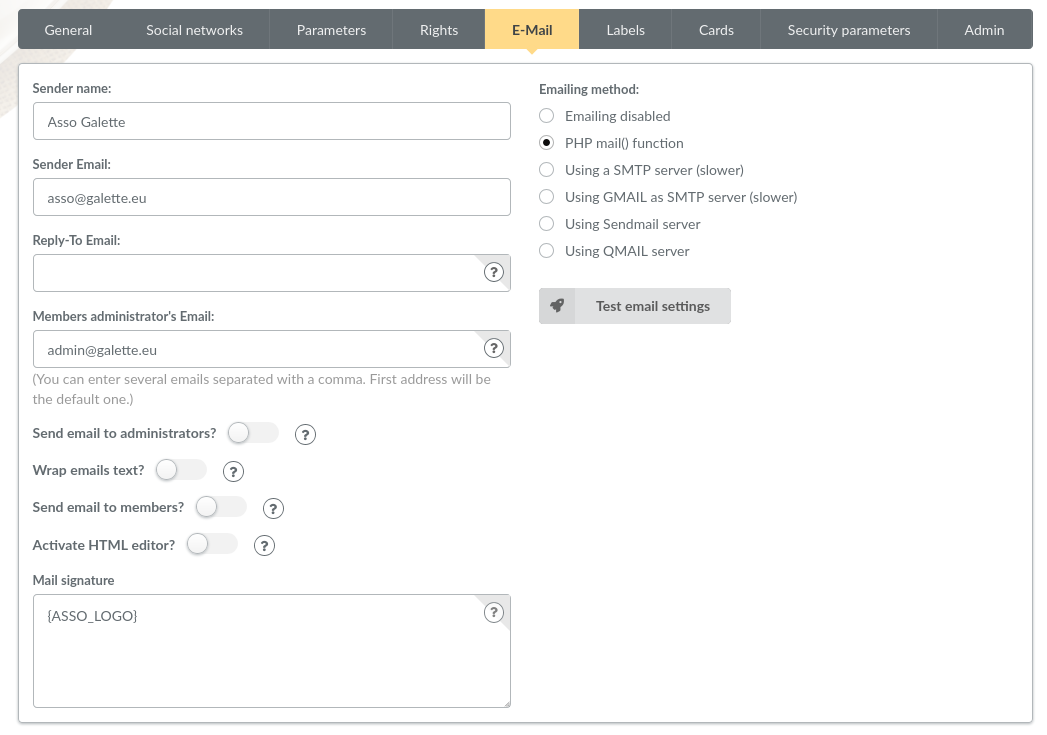 General
Social networks
Parameters
Rights
E-Mail
Labels
Cards
Security parameters
Admin
Sender name:
Asso Galette
Sender Email:
asso@galette.eu
Reply-To Email:
?
Members administrator's Email:
admin@galette.eu
?
(You can enter several emails separated with a comma. First address will be
the default one.)
Send email to administrators?
?
Wrap emails text?
?
Send email to members?
?
Activate HTML editor?
?
Mail signature
{ASSO_LOGO}
?
Emailing method:
Emailing disabled
PHP mail() function
Using a SMTP server (slower)
Using GMAIL as SMTP server (slower)
Using Sendmail server
Using QMAIL server
Test email settings